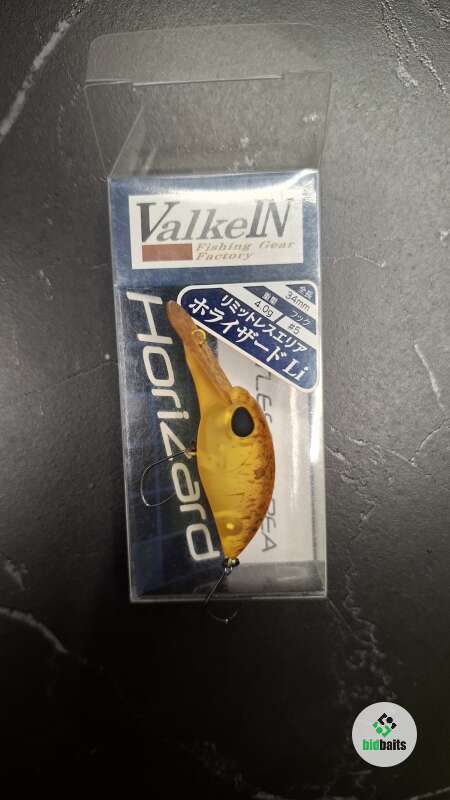 ValkeIN
Fishing Gear
Factory
全長 34mm
重量 フック
4.0g #5
リミットレスエリア
ホライザード Li
Horizard
bidbaits